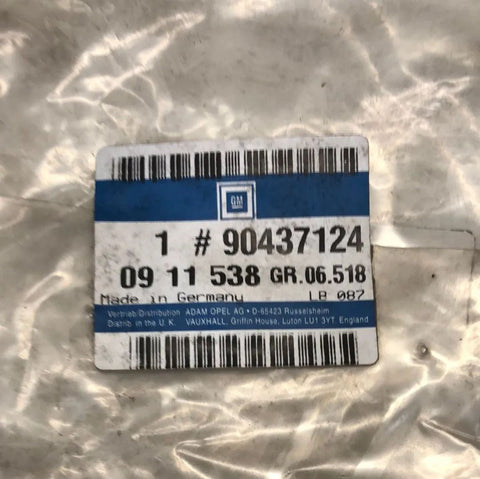 GM
1 # 90437124
09 11 538 GR.06.518
Made in Germany LB 087
Vertrieb/Distribution ADAM OPEL AG • D-65423 Rüsselsheim
Distrib. in the U.K. VAUXHALL, Griffin House, Luton LU1 3YT. England